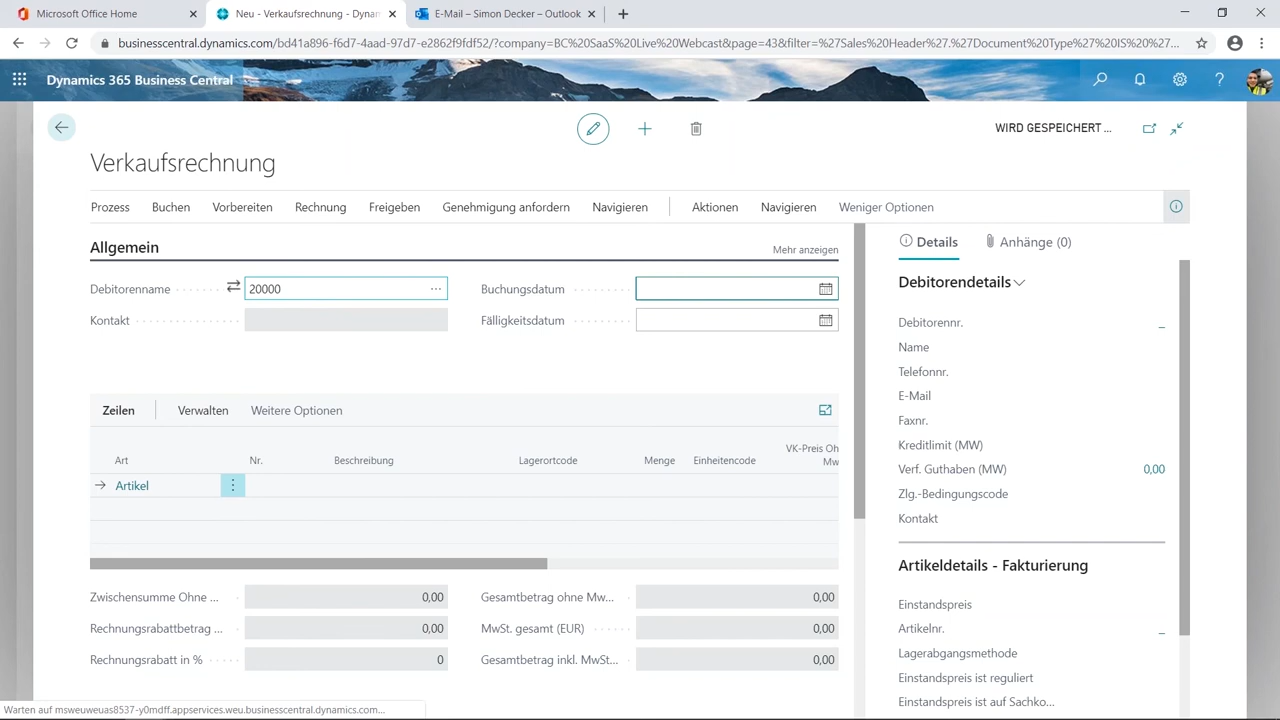 Microsoft Office Home
Neu - Verkaufsrechnung - Dynam
E-Mail – Simon Decker – Outlook
businesscentral.dynamics.com/bd41a896-f6d7-4aad-97d7-e2862f9fdf52/?company=BC%20SaaS%20Live%20Webcast&page=43&filter=%27Sales%20Header%27.%27Document%20Type%27%20IS%20%27...
Dynamics 365 Business Central
WIRD GESPEICHERT ...
Verkaufsrechnung
Prozess Buchen Vorbereiten Rechnung Freigeben Genehmigung anfordern Navigieren Aktionen Navigieren Weniger Optionen
Allgemein
Mehr anzeigen
Debitorenname 20000 ...
Buchungsdatum
Kontakt
Fälligkeitsdatum
Zeilen Verwalten Weitere Optionen
Art Nr. Beschreibung Lagerortcode Menge Einheitencode VK-Preis Oh
Mw
Artikel
Zwischensumme Ohne ... 0,00
Gesamtbetrag ohne Mw... 0,00
Rechnungsrabattbetrag ... 0,00
MwSt. gesamt (EUR) 0,00
Rechnungsrabatt in % 0
Gesamtbetrag inkl. MwSt... 0,00
Details Anhänge (0)
Debitorendetails
Debitorennr. _
Name
Telefonnr.
E-Mail
Faxnr.
Kreditlimit (MW)
Verf. Guthaben (MW) 0,00
Zlg.-Bedingungscode
Kontakt
Artikeldetails - Fakturierung
Einstandspreis
Artikelnr. _
Lagerabgangsmethode
Einstandspreis ist reguliert
Einstandspreis ist auf Sachko...
Warten auf msweuweuas8537-y0mdff.appservices.weu.businesscentral.dynamics.com...